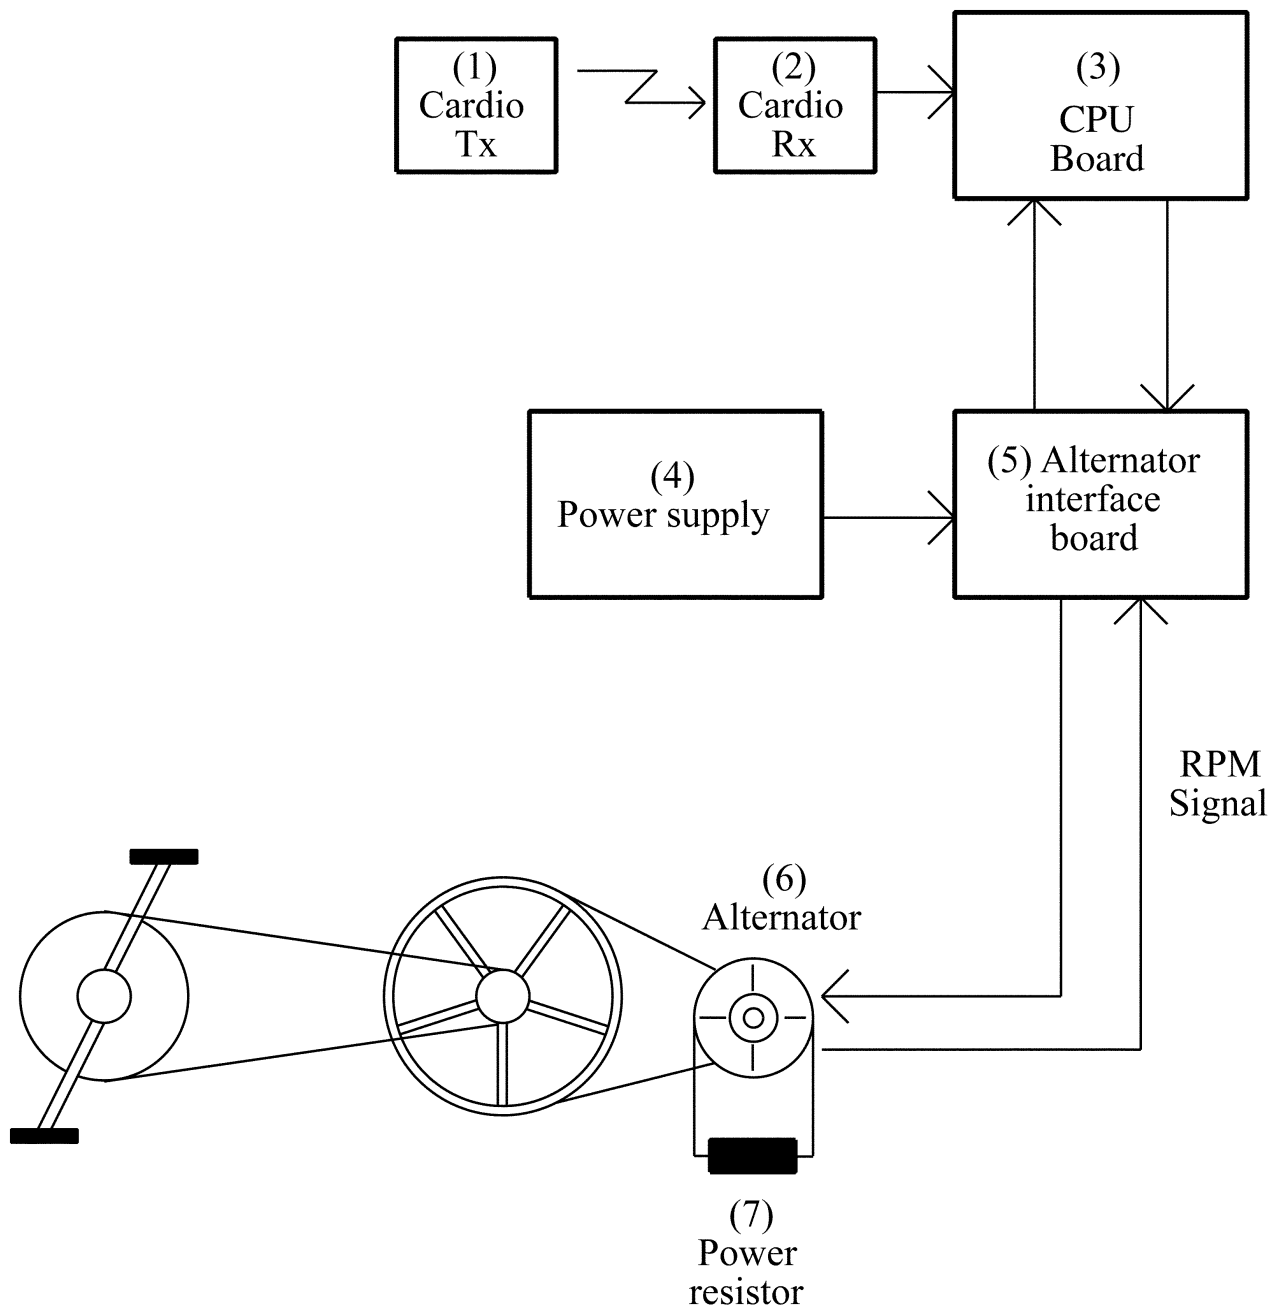 (1)
Cardio
Tx
(2)
Cardio
Rx
(3)
CPU
Board
(4)
Power supply
(5) Alternator
interface
board
RPM
Signal
(6)
Alternator
(7)
Power
resistor